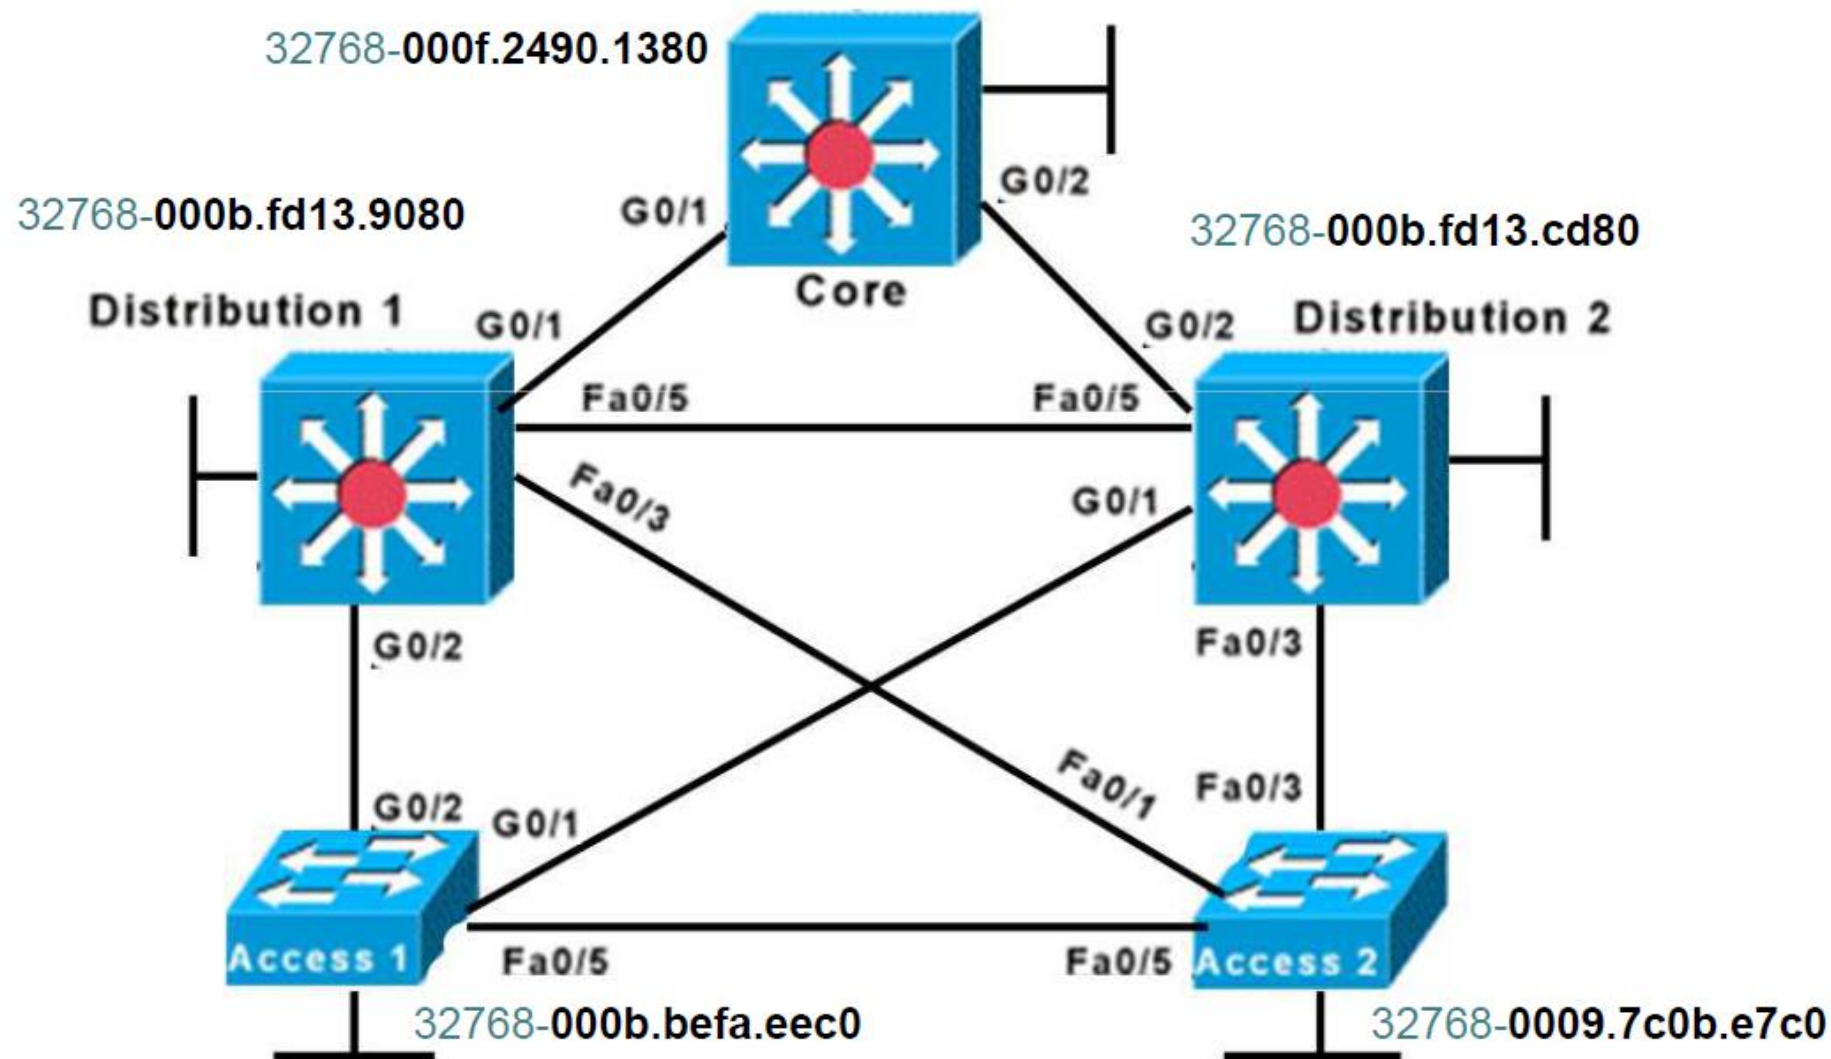 32768-000f.2490.1380
G0/2
G0/1
32768-000b.fd13.9080
32768-000b.fd13.cd80
Core
Distribution 1
G0/1
G0/2
Distribution 2
Fa0/5
Fa0/5
Fa0/3
G0/1
G0/2
Fa0/3
Fa0/1
Fa0/3
G0/2
G0/1
Access 1
Fa0/5
Fa0/5
Access 2
32768-000b.befa.eec0
32768-0009.7c0b.e7c0